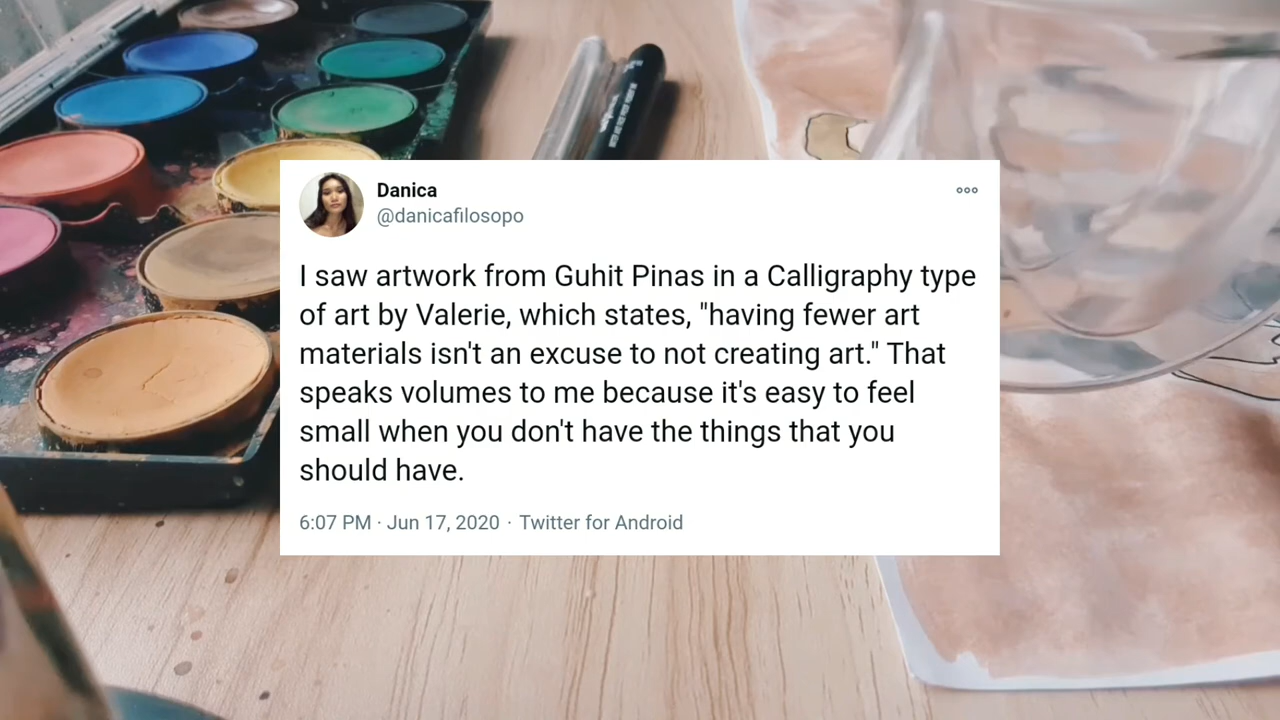 Danica
@danicafilosopo
I saw artwork from Guhit Pinas in a Calligraphy type
of art by Valerie, which states, "having fewer art
materials isn't an excuse to not creating art." That
speaks volumes to me because it's easy to feel
small when you don't have the things that you
should have.
6:07 PM · Jun 17, 2020 · Twitter for Android